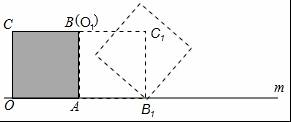 C B(O₁) C₁
O A B₁ m